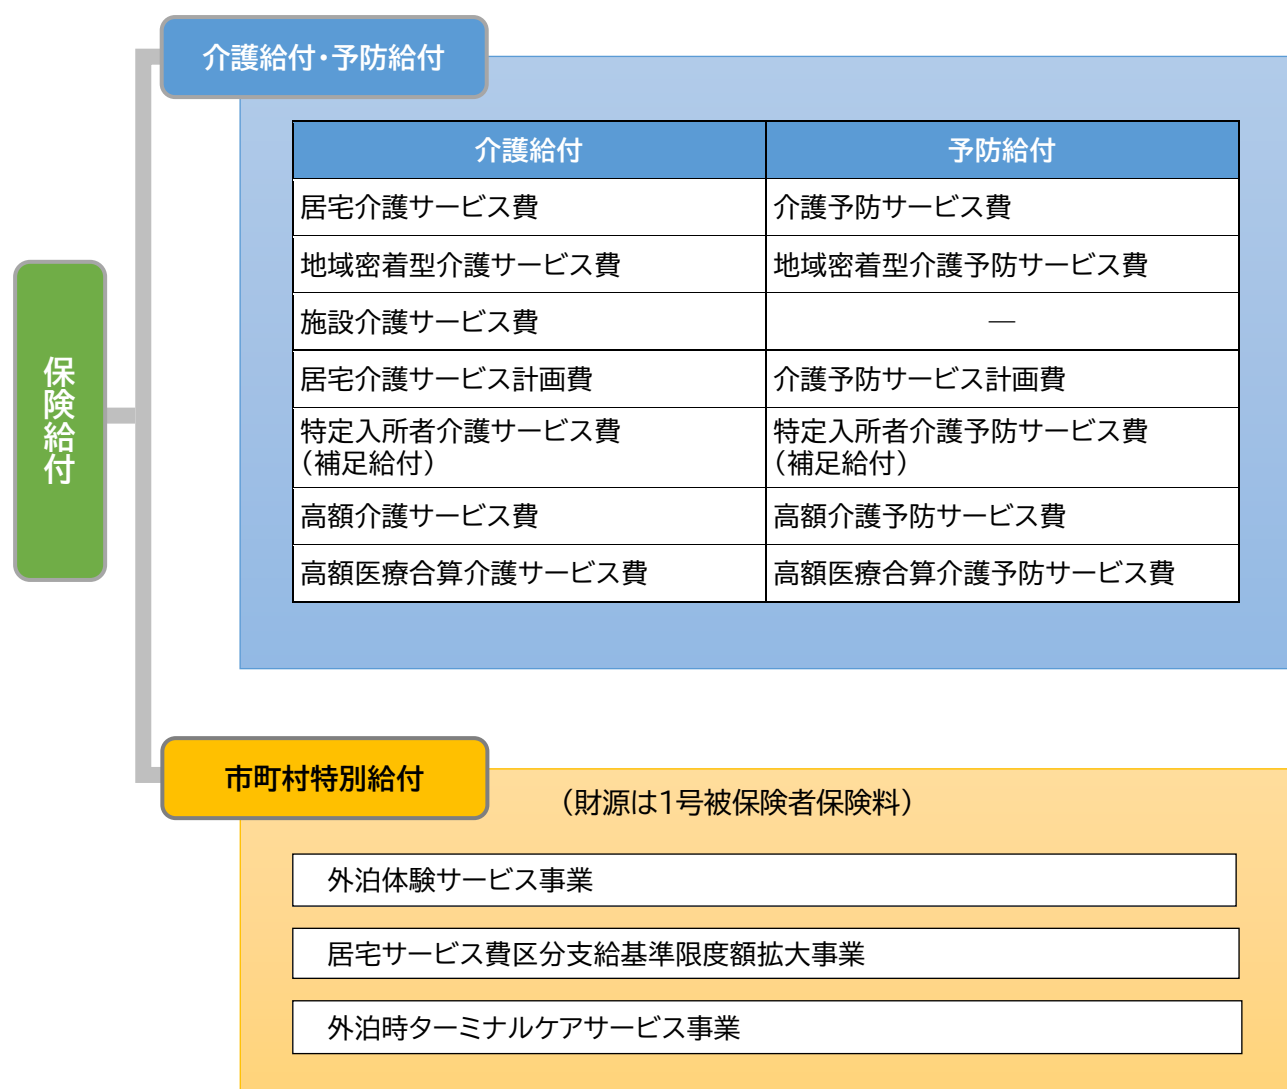 保険給付
介護給付・予防給付
介護給付 予防給付
居宅介護サービス費 介護予防サービス費
地域密着型介護サービス費 地域密着型介護予防サービス費
施設介護サービス費 ―
居宅介護サービス計画費 介護予防サービス計画費
特定入所者介護サービス費 特定入所者介護予防サービス費
（補足給付） （補足給付）
高額介護サービス費 高額介護予防サービス費
高額医療合算介護サービス費 高額医療合算介護予防サービス費
市町村特別給付
（財源は1号被保険者保険料）
外泊体験サービス事業
居宅サービス費区分支給基準限度額拡大事業
外泊時ターミナルケアサービス事業